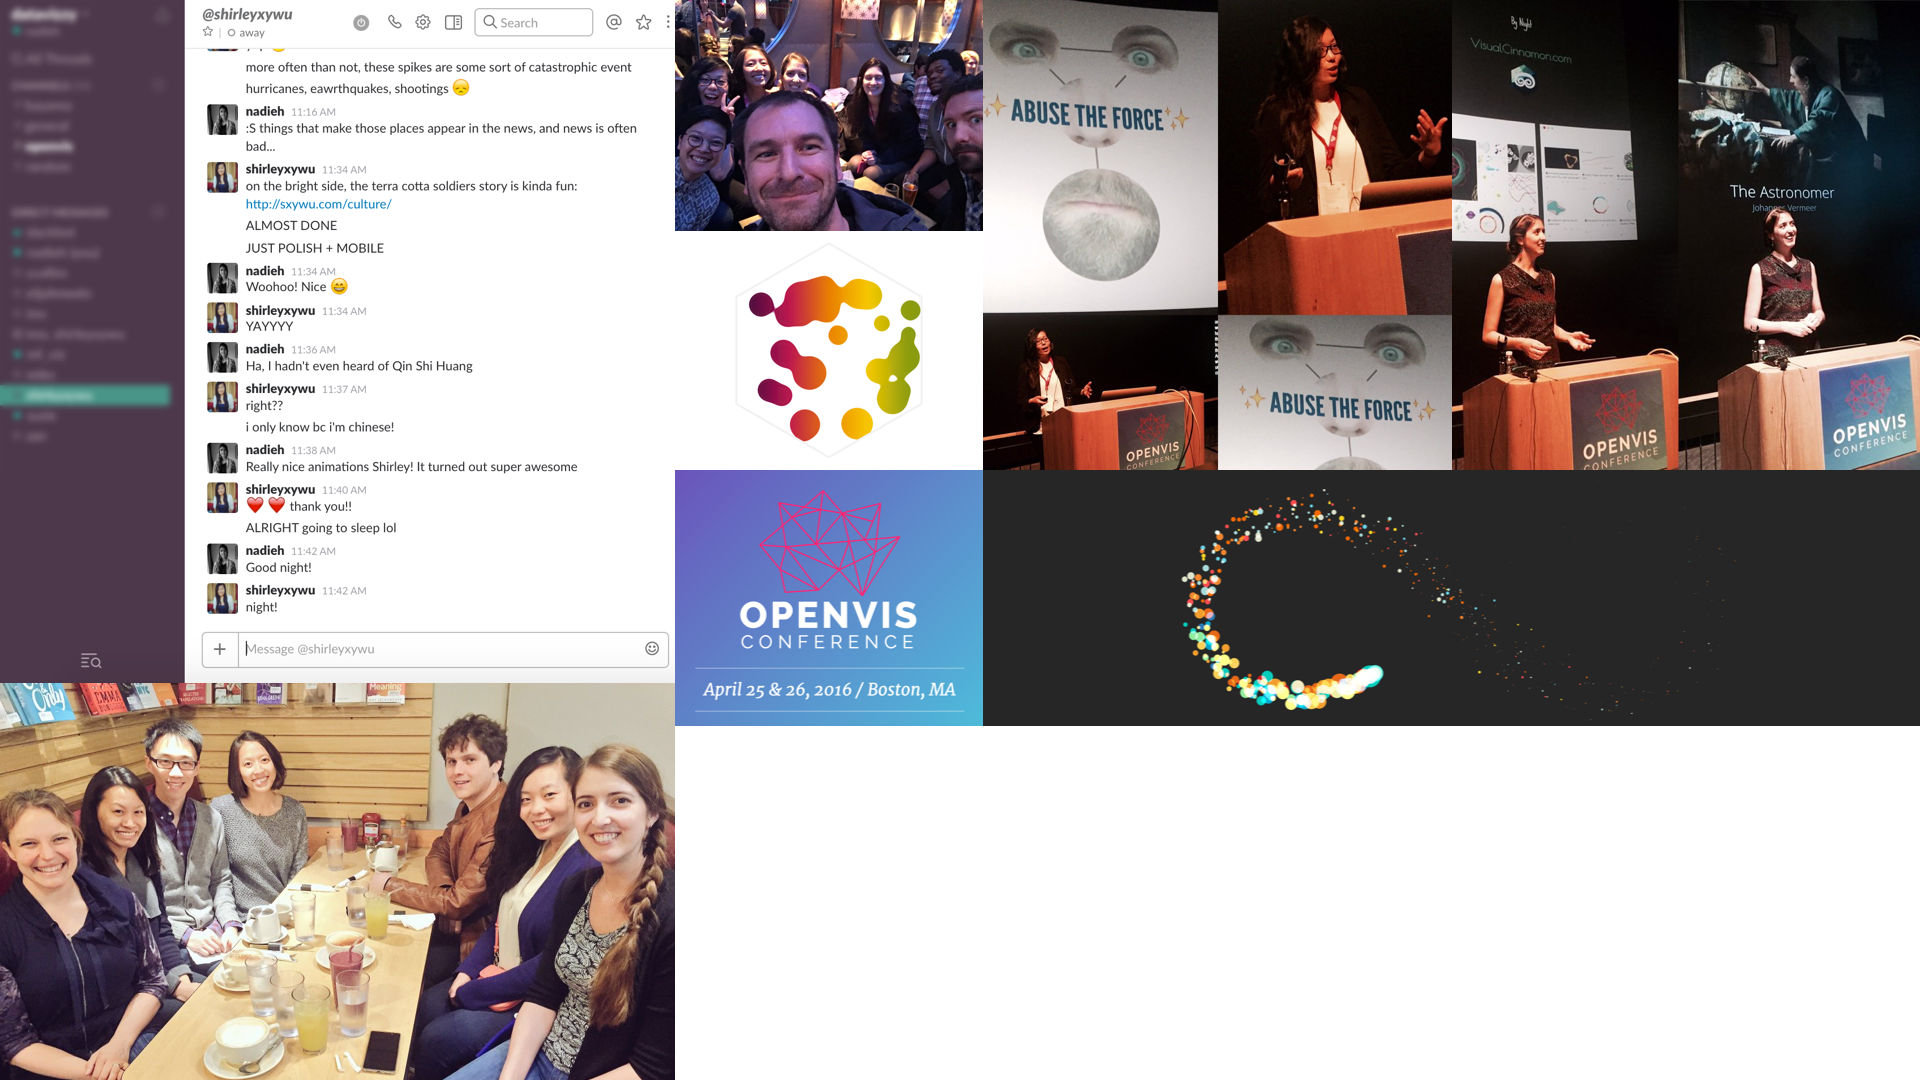 @shirleyxywu
away
Search
more often than not, these spikes are some sort of catastrophic event
hurricanes, eawrthquakes, shootings
nadieh 11:16 AM
:S things that make those places appear in the news, and news is often
bad...
shirleyxywu 11:34 AM
on the bright side, the terra cotta soldiers story is kinda fun:
http://sxywu.com/culture/
ALMOST DONE
JUST POLISH + MOBILE
nadieh 11:34 AM
Woohoo! Nice
shirleyxywu 11:34 AM
YAYYYY
nadieh 11:36 AM
Ha, I hadn't even heard of Qin Shi Huang
shirleyxywu 11:37 AM
right??
i only know bc i'm chinese!
nadieh 11:38 AM
Really nice animations Shirley! It turned out super awesome
shirleyxywu 11:40 AM
thank you!!
ALRIGHT going to sleep lol
nadieh 11:42 AM
Good night!
shirleyxywu 11:42 AM
night!
Message @shirleyxywu
ABUSE THE FORCE
OPENVIS
CONFERENCE
ABUSE THE FORCE
By Night
VisualCinnamon.com
OPENVIS
CONFERENCE
The Astronomer
Johannes Vermeer
OPENVIS
CONFERENCE
OPENVIS
CONFERENCE
April 25 & 26, 2016 / Boston, MA